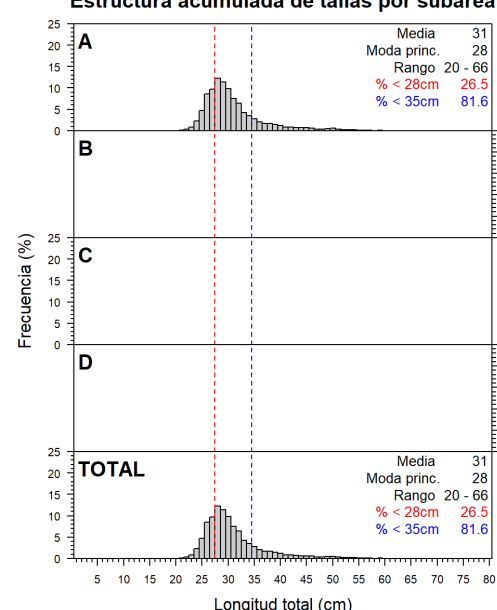 Estructura acumulada de tallas por subárea
25
20
15
10
5
0
A
Media 31
Moda princ. 28
Rango 20 - 66
% < 28cm 26.5
% < 35cm 81.6
B
25
20
15
10
5
0
C
D
25
20
15
10
5
0
TOTAL
Media 31
Moda princ. 28
Rango 20 - 66
% < 28cm 26.5
% < 35cm 81.6
Frecuencia (%)
5 10 15 20 25 30 35 40 45 50 55 60 65 70 75 80
Longitud total (cm)